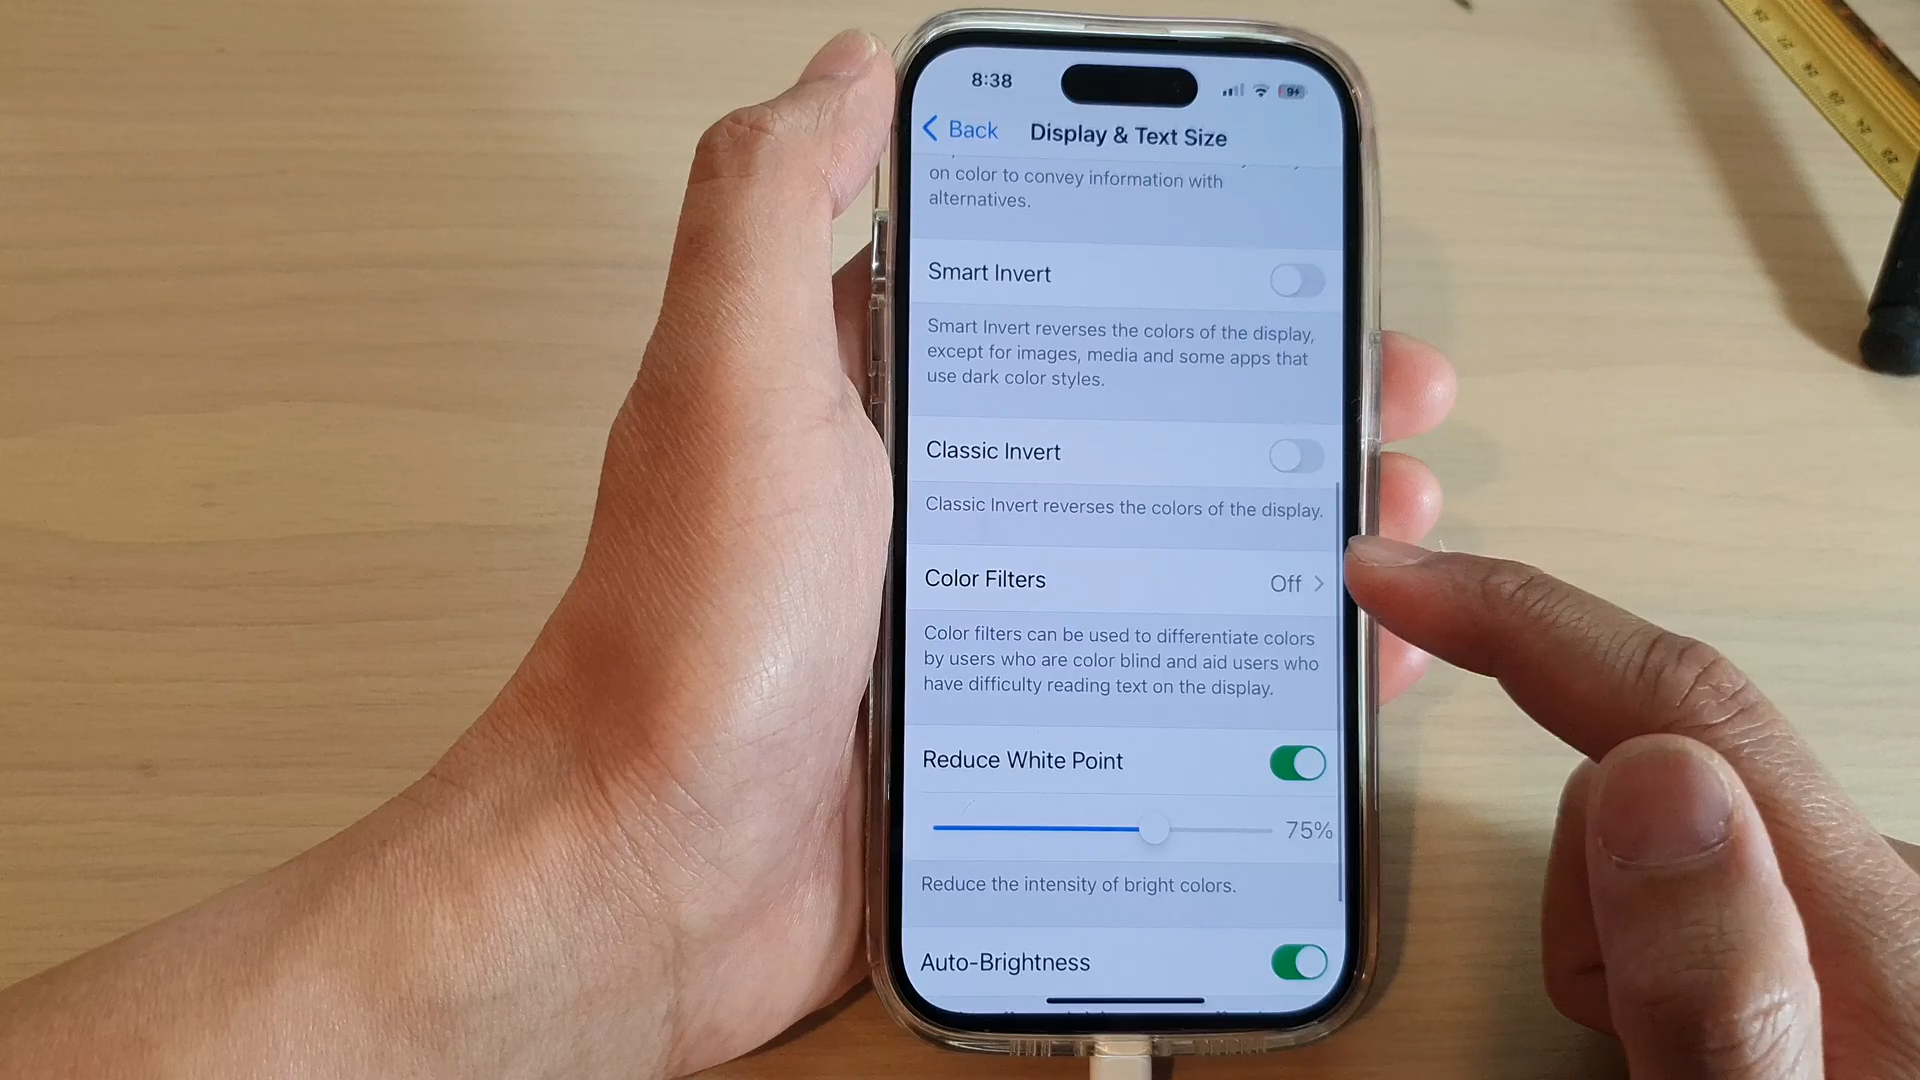 8:38
94
Back
Display & Text Size
on color to convey information with
alternatives.
Smart Invert
Smart Invert reverses the colors of the display,
except for images, media and some apps that
use dark color styles.
Classic Invert
Classic Invert reverses the colors of the display.
Color Filters
Off
Color filters can be used to differentiate colors
by users who are color blind and aid users who
have difficulty reading text on the display.
Reduce White Point
75%
Reduce the intensity of bright colors.
Auto-Brightness